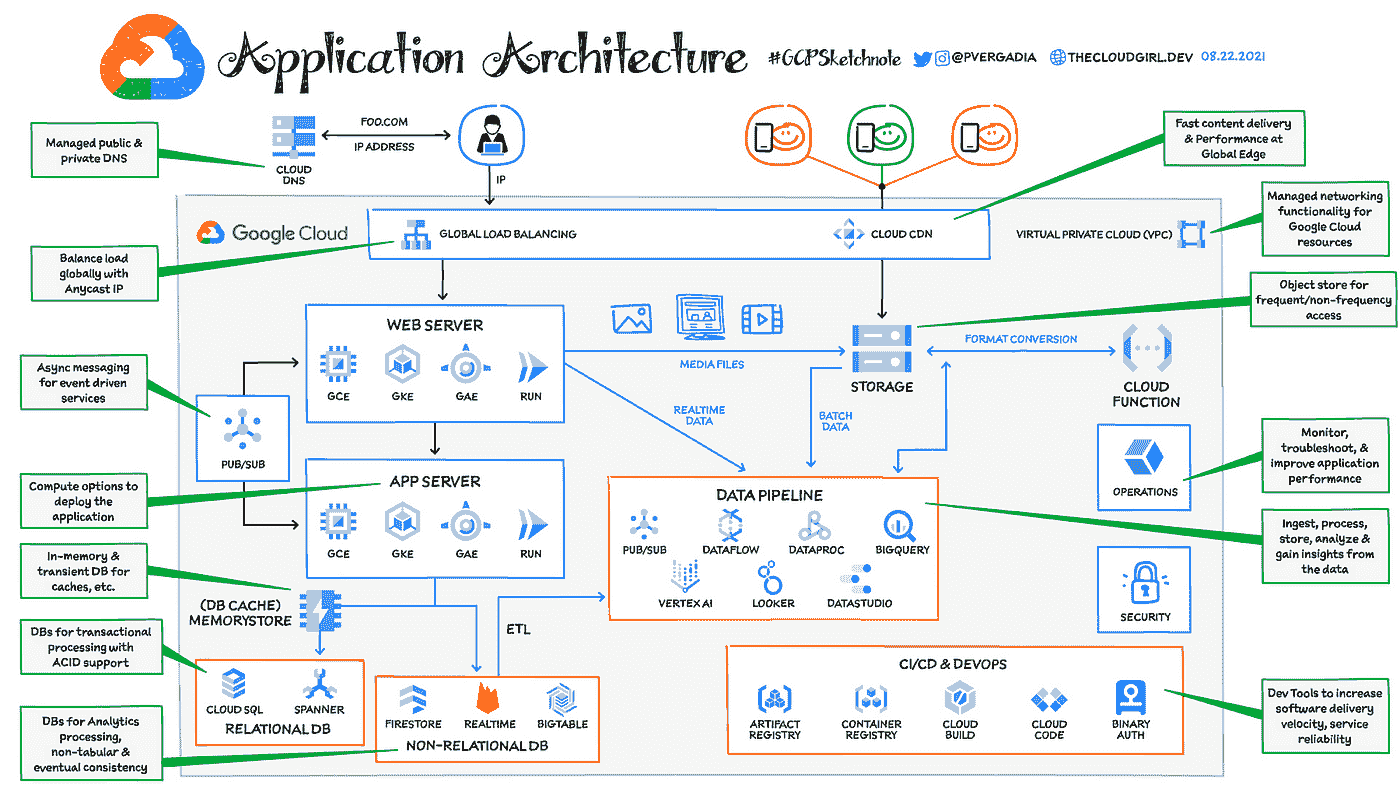 Application Architecture
#GCPSketchnote
@PVERGADIA
THECLOUDGIRL.DEV
08.22.2021
Managed public &
private DNS
CLOUD
DNS
FOO.COM
IP ADDRESS
IP
Fast content delivery
& Performance at
Global Edge
Google Cloud
GLOBAL LOAD BALANCING
CLOUD CDN
VIRTUAL PRIVATE CLOUD (VPC)
Managed networking
functionality for
Google Cloud
resources
Balance load
globally with
Anycast IP
Object store for
frequent/non-frequency
access
WEB SERVER
GCE
GKE
GAE
RUN
MEDIA FILES
STORAGE
FORMAT CONVERSION
CLOUD
FUNCTION
Async messaging
for event driven
services
PUB/SUB
REALTIME
DATA
BATCH
DATA
OPERATIONS
Monitor,
troubleshoot, &
improve application
performance
Compute options to
deploy the
application
APP SERVER
GCE
GKE
GAE
RUN
DATA PIPELINE
PUB/SUB
DATAFLOW
DATAPROC
BIGQUERY
VERTEX AI
LOOKER
DATASTUDIO
Ingest, process,
store, analyze &
gain insights from
the data
In-memory &
transient DB for
caches, etc.
(DB CACHE)
MEMORYSTORE
ETL
SECURITY
DBs for transactional
processing with
ACID support
CLOUD SQL
SPANNER
RELATIONAL DB
FIRESTORE
REALTIME
BIGTABLE
NON-RELATIONAL DB
DBs for Analytics
processing,
non-tabular &
eventual consistency
CI/CD & DEVOPS
ARTIFACT
REGISTRY
CONTAINER
REGISTRY
CLOUD
BUILD
CLOUD
CODE
BINARY
AUTH
Dev Tools to increase
software delivery
velocity, service
reliability